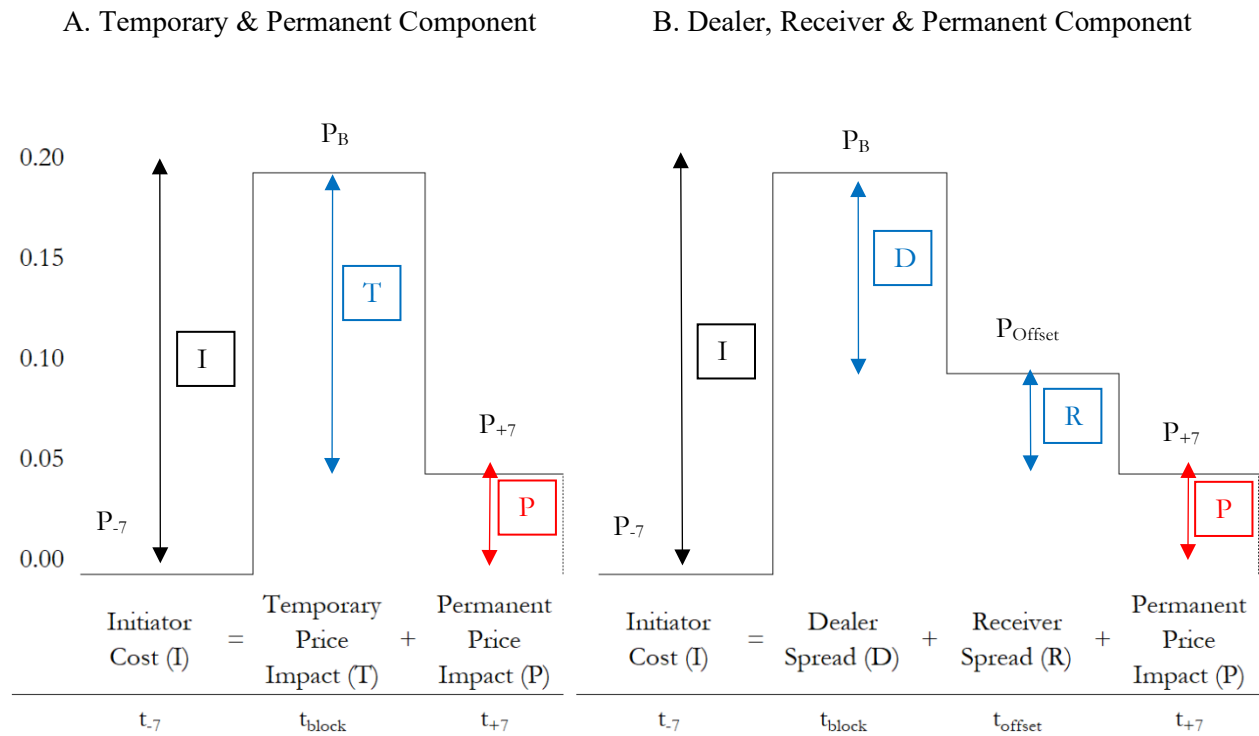 A. Temporary & Permanent Component
P_B
0.20
0.15
T
0.10
I
P_+7
0.05
P
P_-7
0.00
Initiator Cost (I) = Temporary Price Impact (T) + Permanent Price Impact (P)
t_-7 t_block t_+7
B. Dealer, Receiver & Permanent Component
P_B
D
P_Offset
I
R
P_+7
P
P_-7
Initiator Cost (I) = Dealer Spread (D) + Receiver Spread (R) + Permanent Price Impact (P)
t_-7 t_block t_offset t_+7